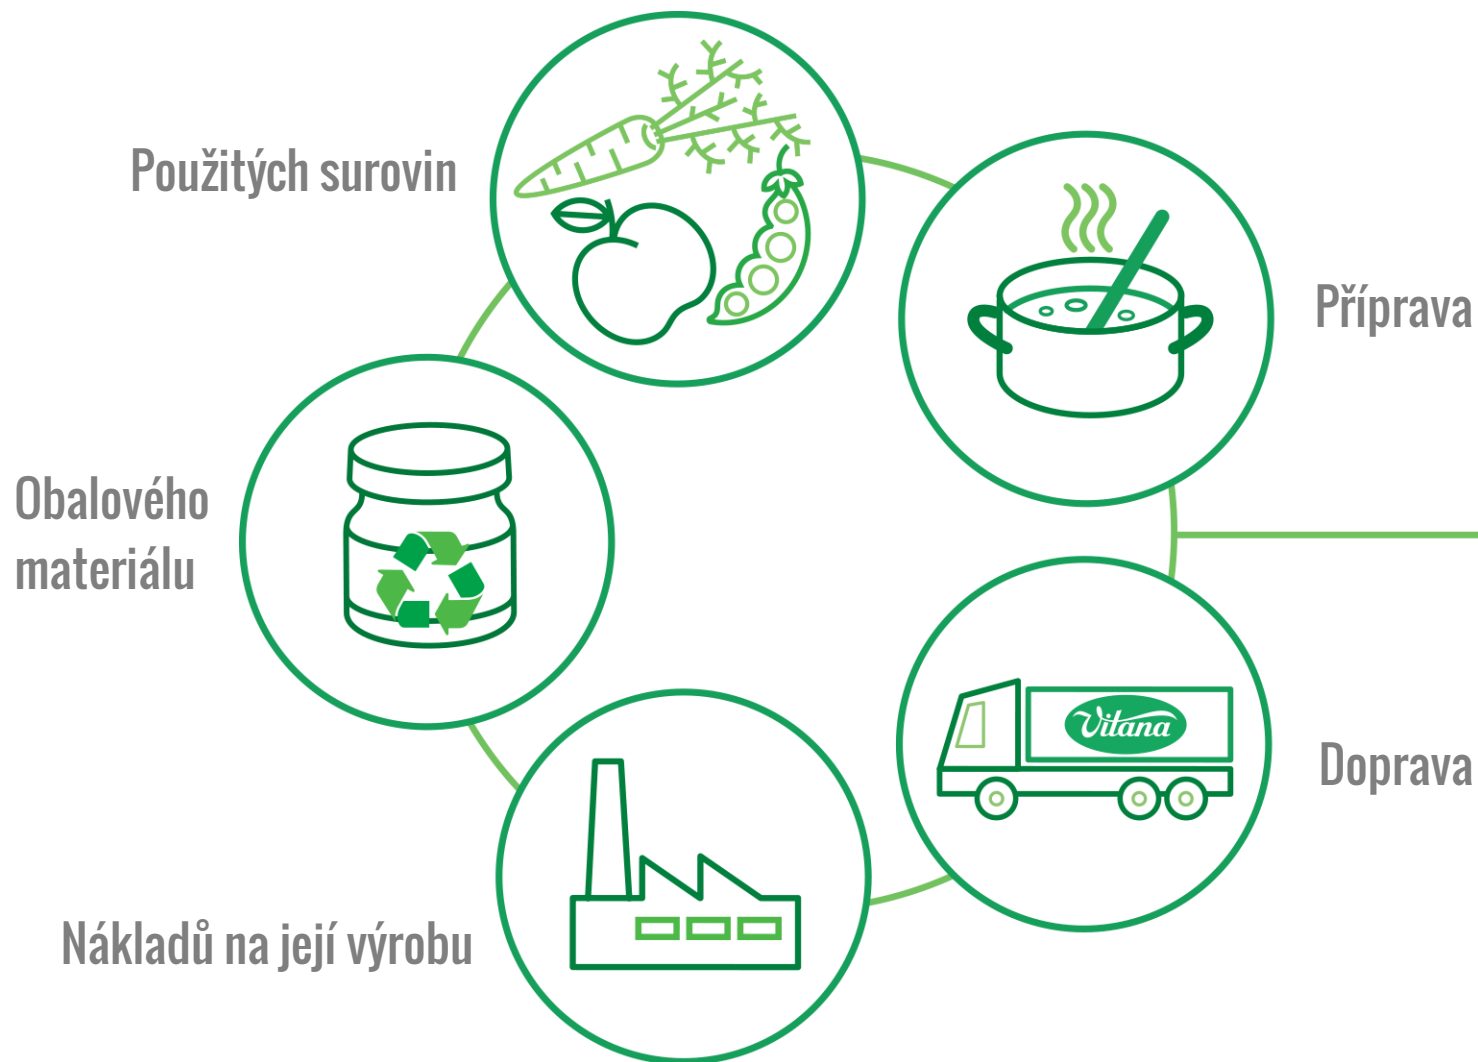 Použitých surovin
Příprava
Obalového
materiálu
Vitana
Doprava
Nákladů na její výrobu